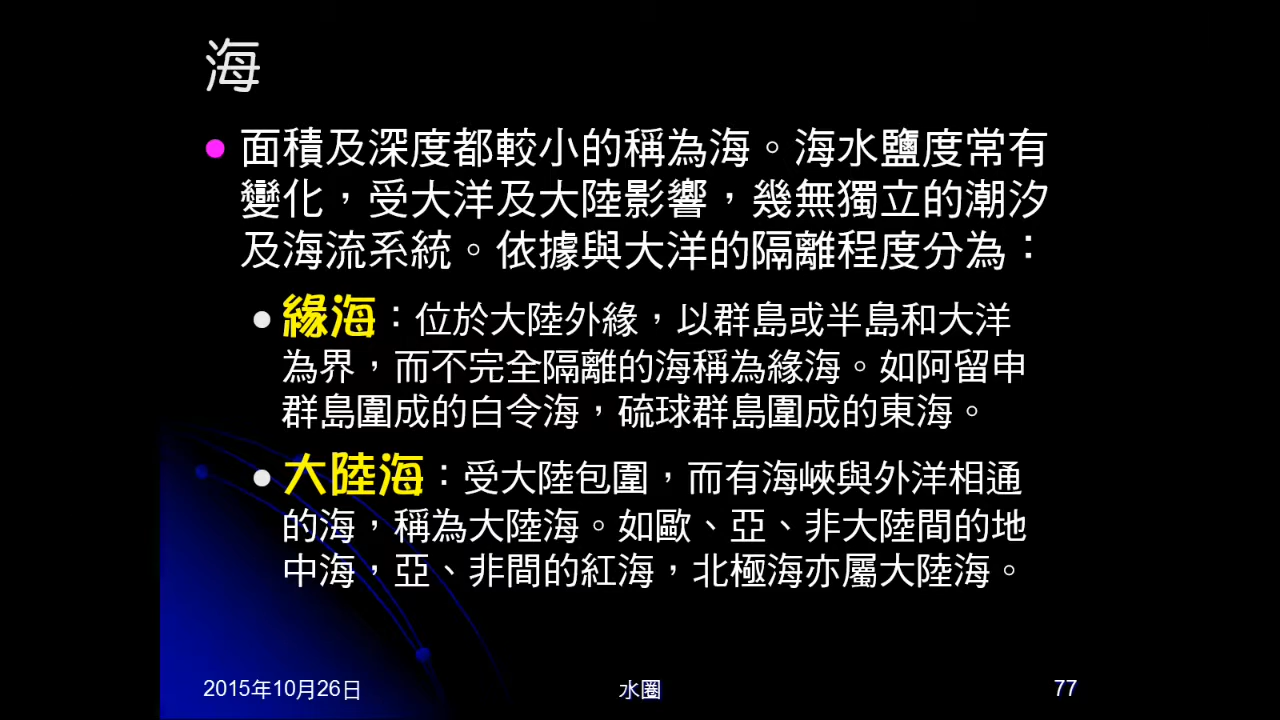 海
面積及深度都較小的稱為海。海水鹽度常有
變化，受大洋及大陸影響，幾無獨立的潮汐
及海流系統。依據與大洋的隔離程度分為：
緣海：位於大陸外緣，以群島或半島和大洋
為界，而不完全隔離的海稱為緣海。如阿留申
群島圍成的白令海，硫球群島圍成的東海。
大陸海：受大陸包圍，而有海峽與外洋相通
的海，稱為大陸海。如歐、亞、非大陸間的地
中海，亞、非間的紅海，北極海亦屬大陸海。
2015年10月26日
水圈
77